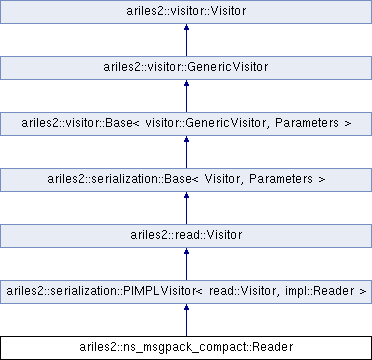 ariles2::visitor::Visitor
ariles2::visitor::GenericVisitor
ariles2::visitor::Base< visitor::GenericVisitor, Parameters >
ariles2::serialization::Base< Visitor, Parameters >
ariles2::read::Visitor
ariles2::serialization::PIMPLVisitor< read::Visitor, impl::Reader >
ariles2::ns_msgpack_compact::Reader